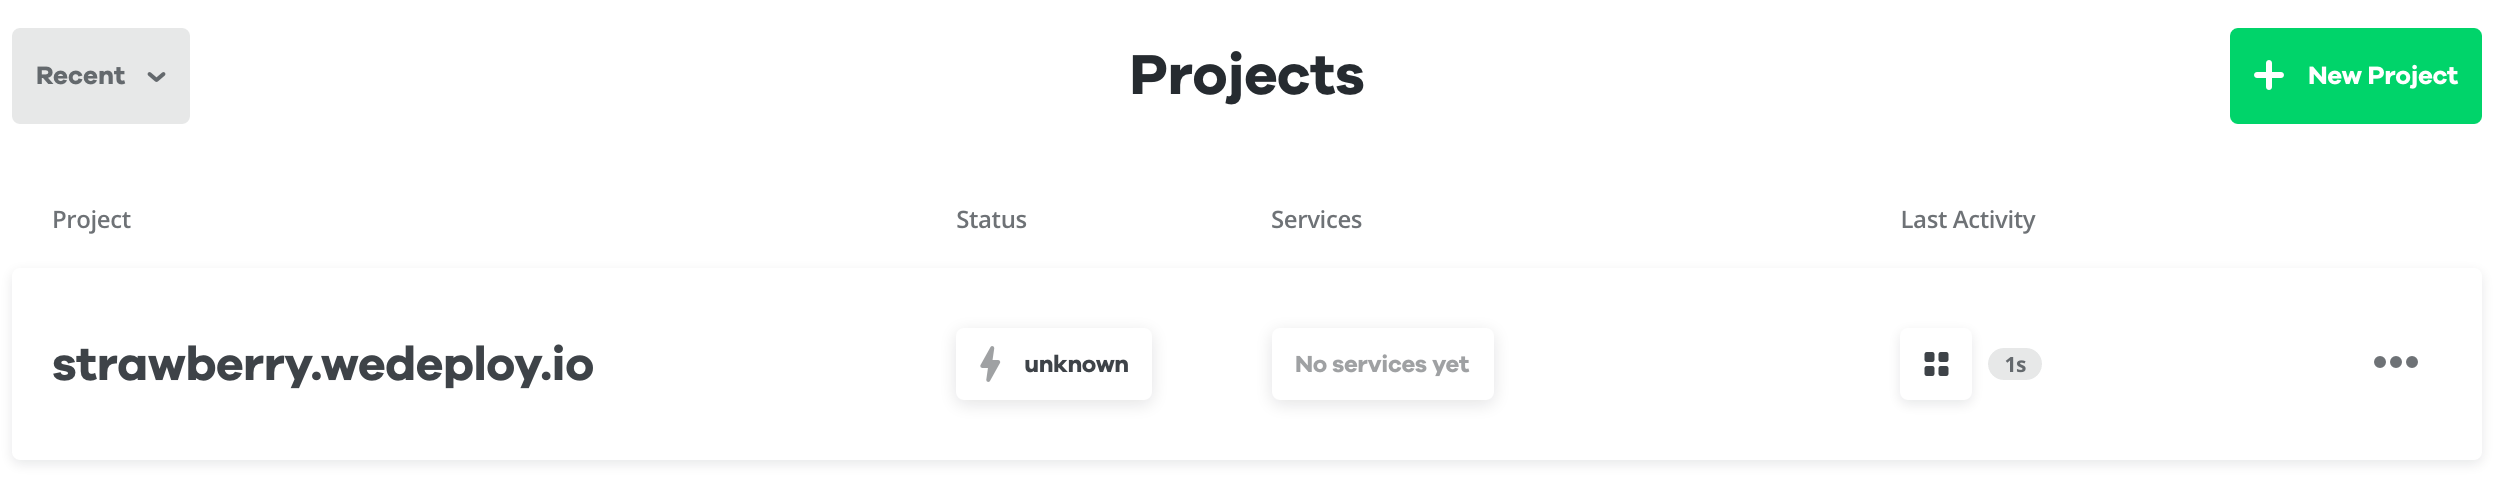 Recent
Projects
New Project
Project Status Services Last Activity
strawberry.wedeploy.io unknown No services yet 1s